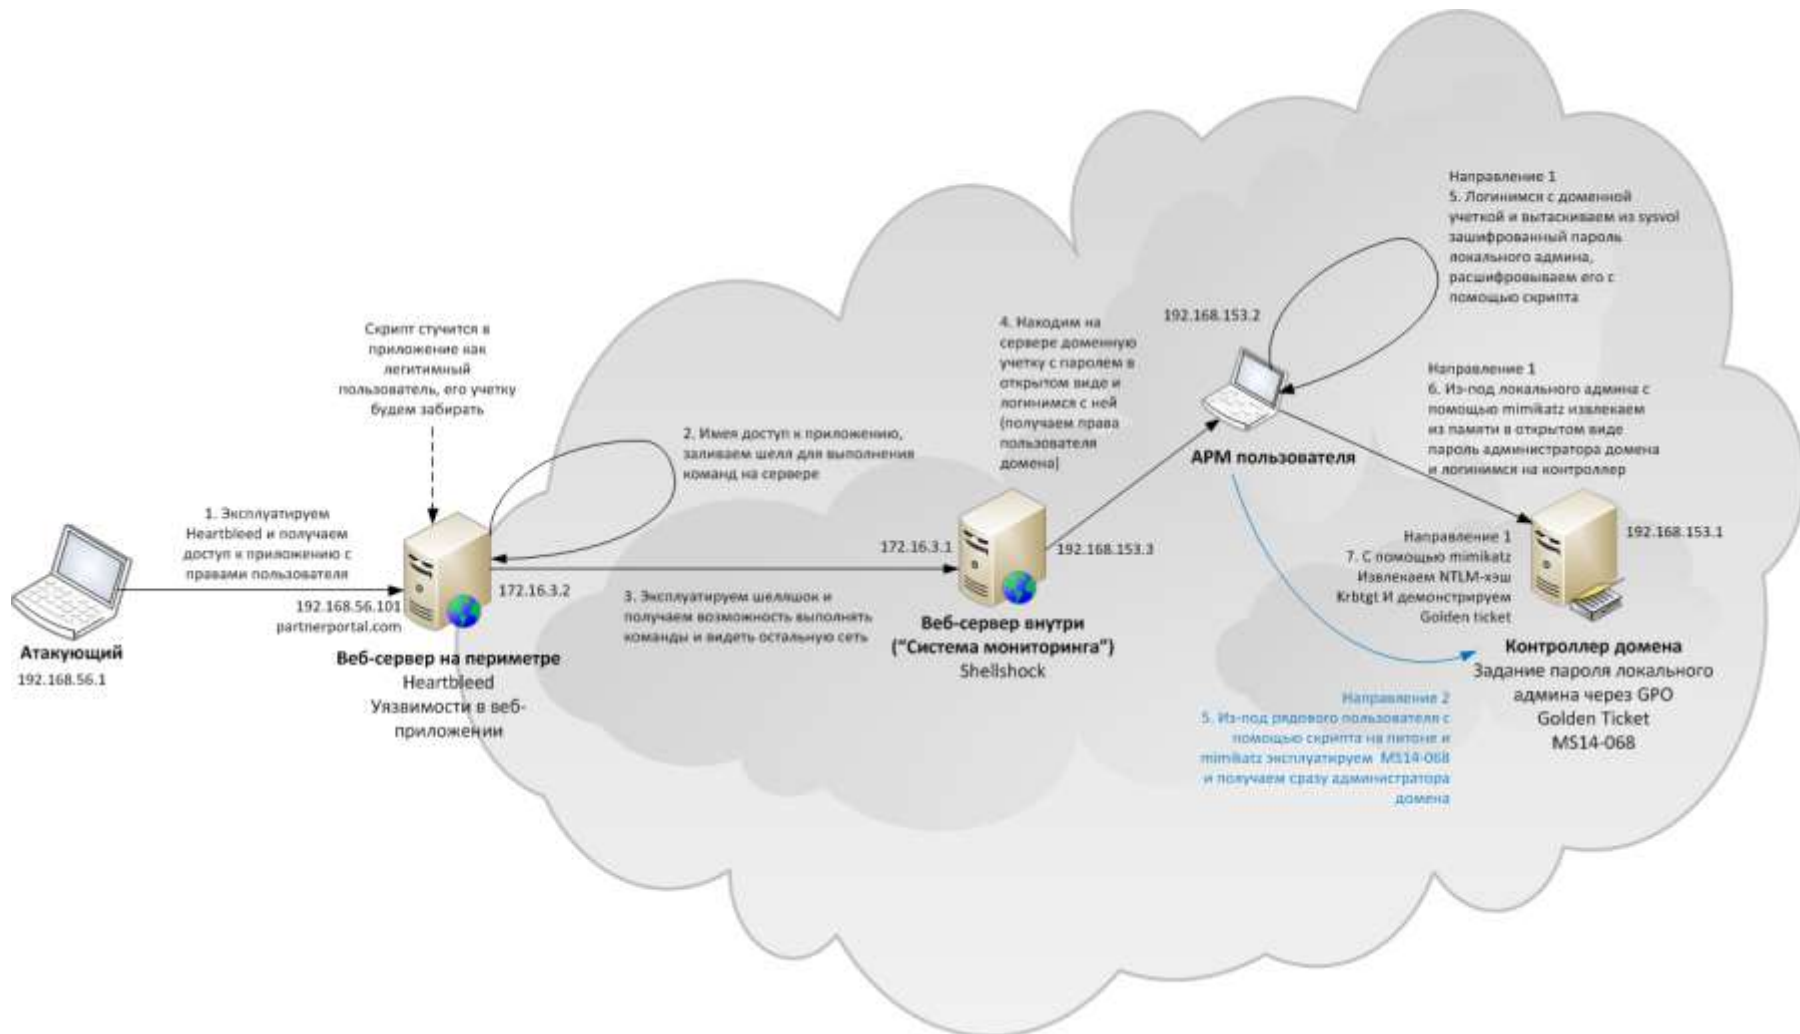 Скрипт стучится в
приложение как
легитимный
пользователь, его учетку
будем забирать
1. Эксплуатируем
Heartbleed и получаем
доступ к приложению с
правами пользователя
Атакующий
192.168.56.1
192.168.56.101
partnerportal.com
172.16.3.2
Веб-сервер на периметре
Heartbleed
Уязвимости в веб-
приложении
2. Имея доступ к приложению,
заливаем шелл для выполнения
команд на сервере
3. Эксплуатируем шеллшок и
получаем возможность выполнять
команды и видеть остальную сеть
172.16.3.1
192.168.153.3
Веб-сервер внутри
("Система мониторинга")
Shellshock
4. Находим на
сервере доменную
учетку с паролем в
открытом виде и
логинимся с ней
(получаем права
пользователя
домена)
192.168.153.2
АРМ пользователя
Направление 1
5. Логинимся с доменной
учеткой и вытаскиваем из sysvol
зашифрованный пароль
локального админа,
расшифровываем его с
помощью скрипта
Направление 1
6. Из-под локального админа с
помощью mimikatz извлекаем
из памяти в открытом виде
пароль администратора домена
и логинимся на контроллер
Направление 1
7. С помощью mimikatz
Извлекаем NTLM-хэш
Krbtgt И демонстрируем
Golden ticket
192.168.153.1
Контроллер домена
Задание пароля локального
админа через GPO
Golden Ticket
MS14-068
Направление 2
5. Из-под рядового пользователя с
помощью скрипта на питоне и
mimikatz эксплуатируем MS14-068
и получаем сразу администратора
домена